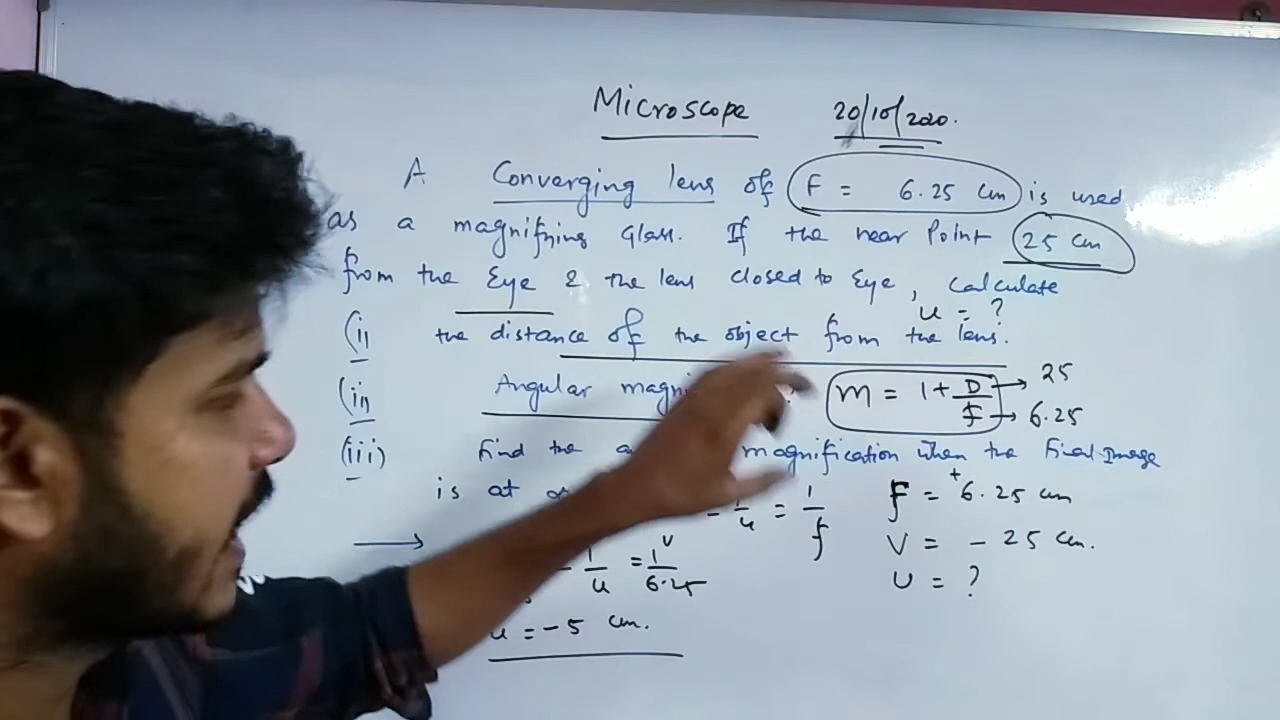 Microscope 20/10/2020.
A Converging lens of F = 6.25 cm is used
as a magnifying Glass. If the near Point 25 cm
from the Eye & the lens closed to Eye, calculate
u = ?
(i) the distance of the object from the lens.
(ii) Angular m = 1 + D/f → 25 → 6.25
(iii) Find the magnification when the Final Image
is at
- 1/u = 1/f
f = +6.25 cm
V = - 25 cm.
U = ?
→ - 1/u = 1/6.25
u = -5 cm.